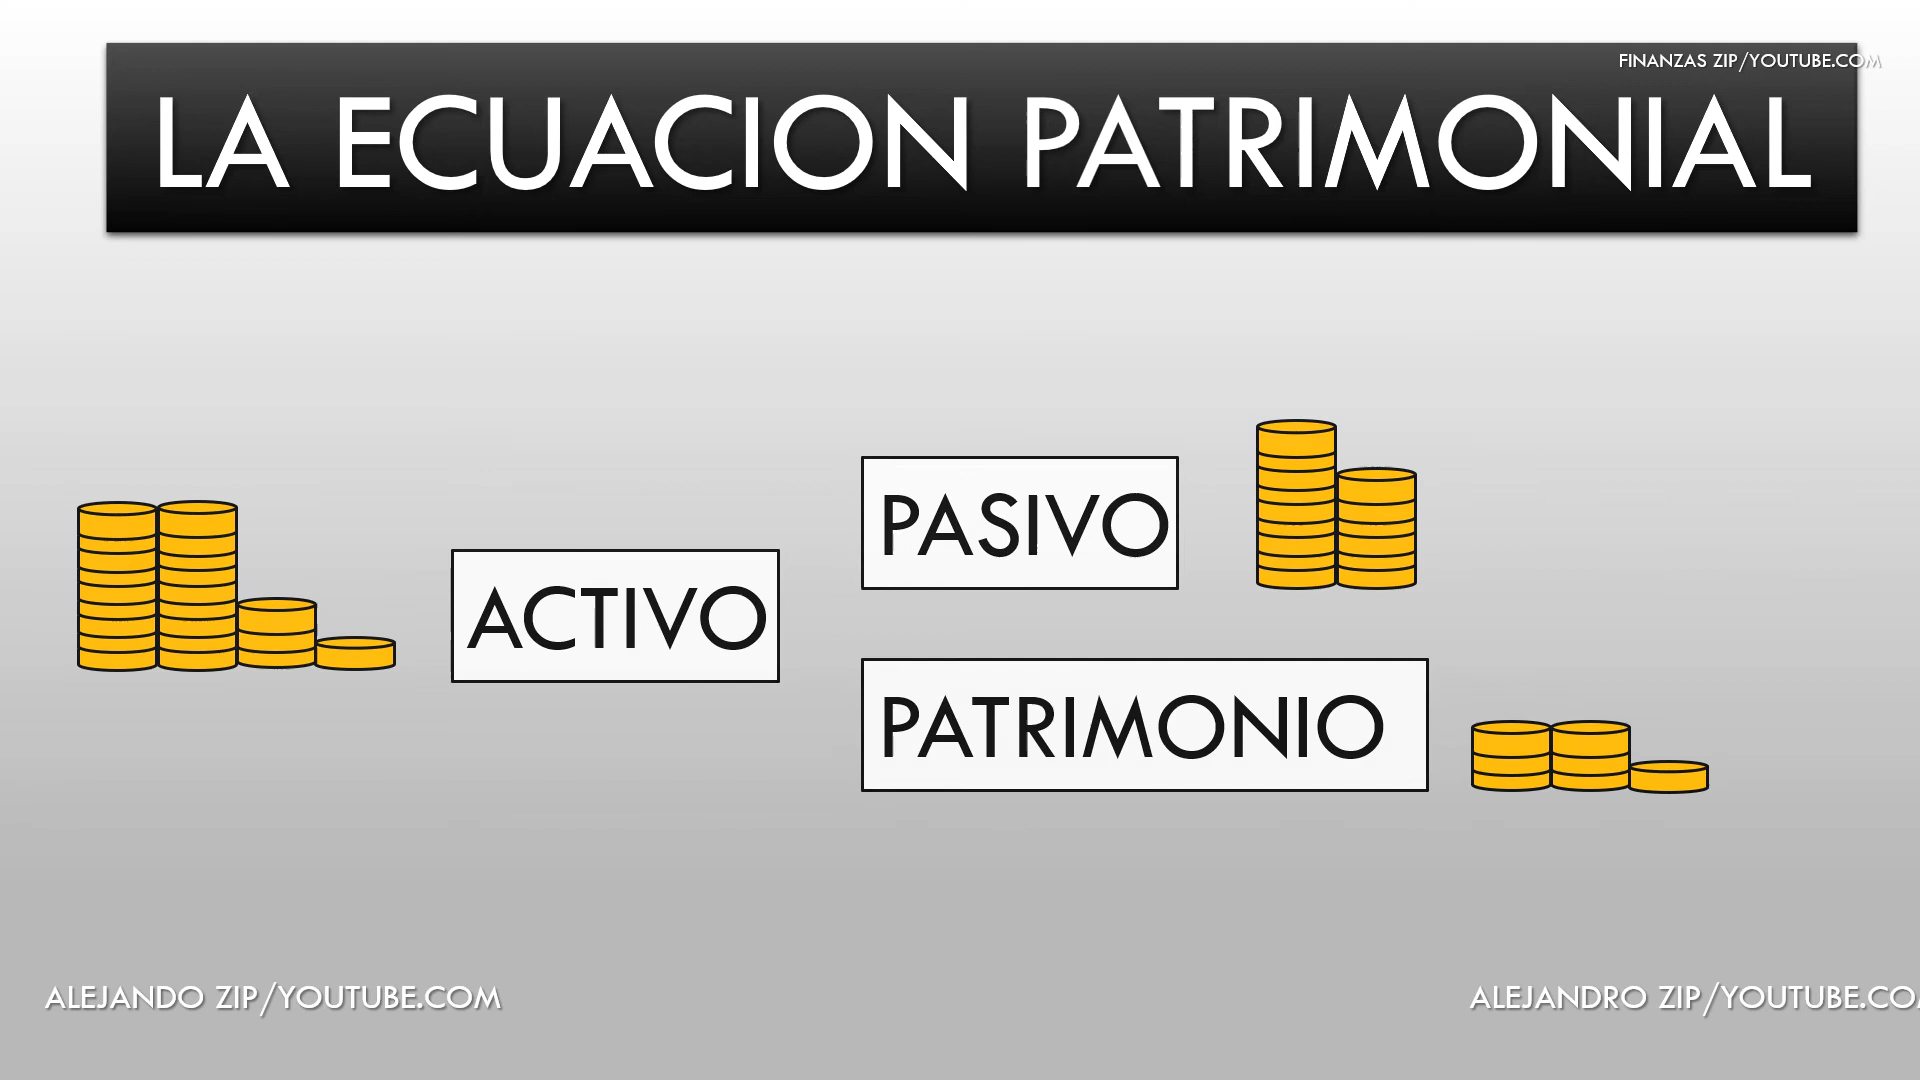 FINANZAS ZIP/YOUTUBE.COM
LA ECUACION PATRIMONIAL
PASIVO
ACTIVO
PATRIMONIO
ALEJANDO ZIP/YOUTUBE.COM
ALEJANDRO ZIP/YOUTUBE.CO